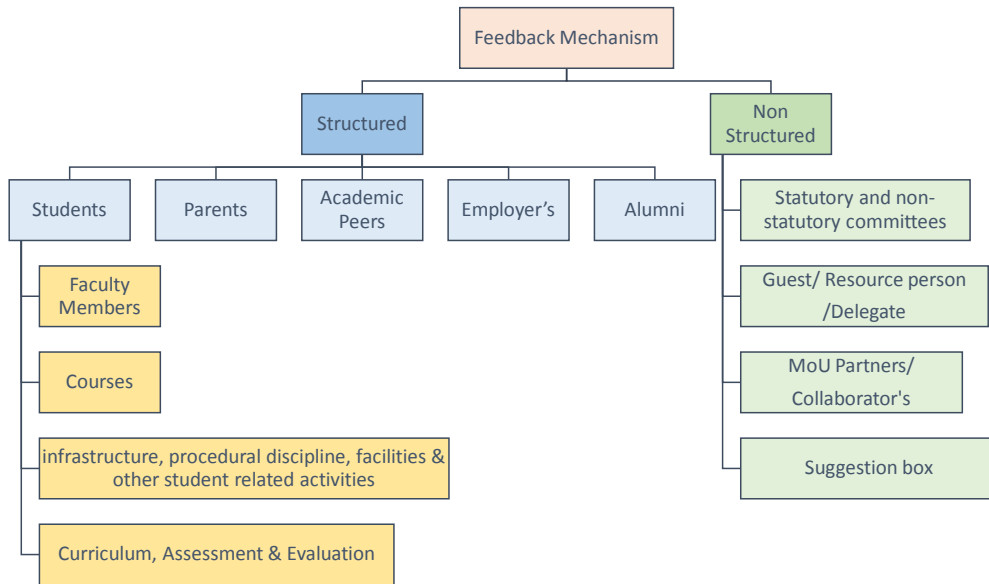 Feedback Mechanism
Structured
Non
Structured
Students
Parents
Academic
Peers
Employer's
Alumni
Statutory and non-
statutory committees
Faculty
Members
Guest/ Resource person
/Delegate
Courses
MoU Partners/
Collaborator's
infrastructure, procedural discipline, facilities &
other student related activities
Suggestion box
Curriculum, Assessment & Evaluation